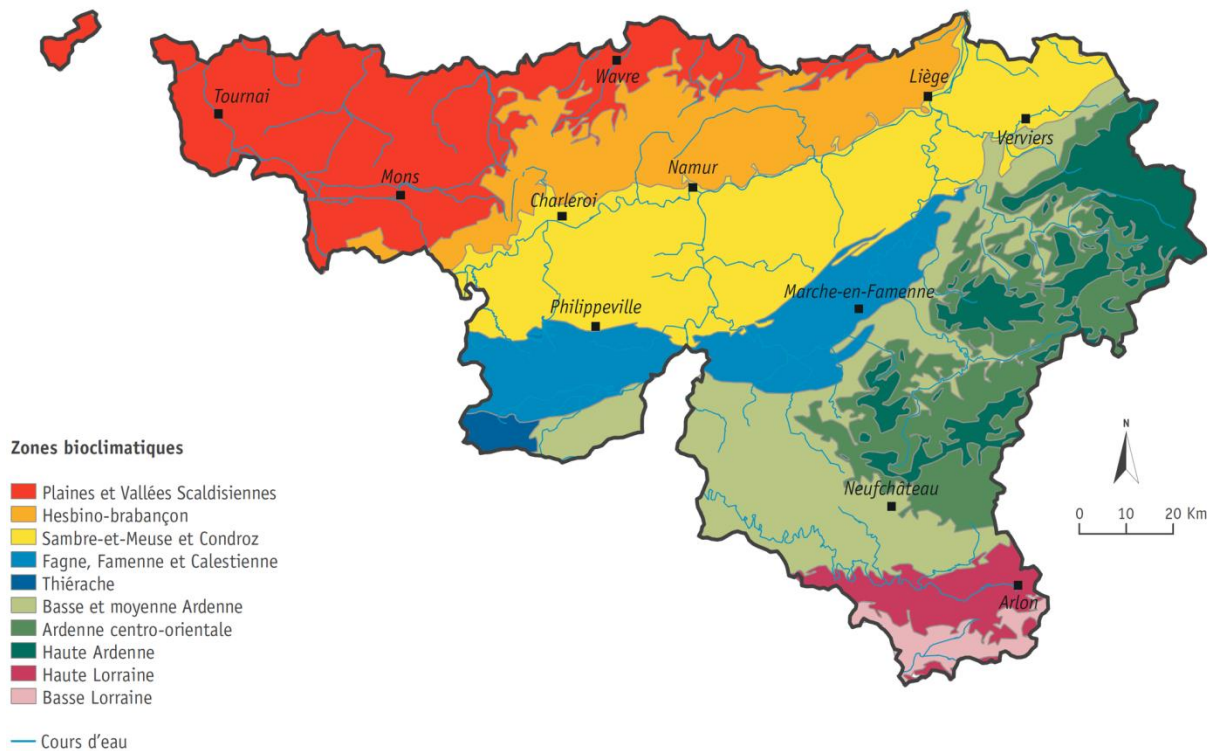 Wavre
Tournai
Liège
Verviers
Mons
Namur
Charleroi
Marche-en-Famenne
Philippeville
Neufchâteau
Arlon
N
0 10 20 Km
Zones bioclimatiques
Plaines et Vallées Scaldisiennes
Hesbino-brabançon
Sambre-et-Meuse et Condroz
Fagne, Famenne et Calestienne
Thiérache
Basse et moyenne Ardenne
Ardenne centro-orientale
Haute Ardenne
Haute Lorraine
Basse Lorraine
Cours d'eau